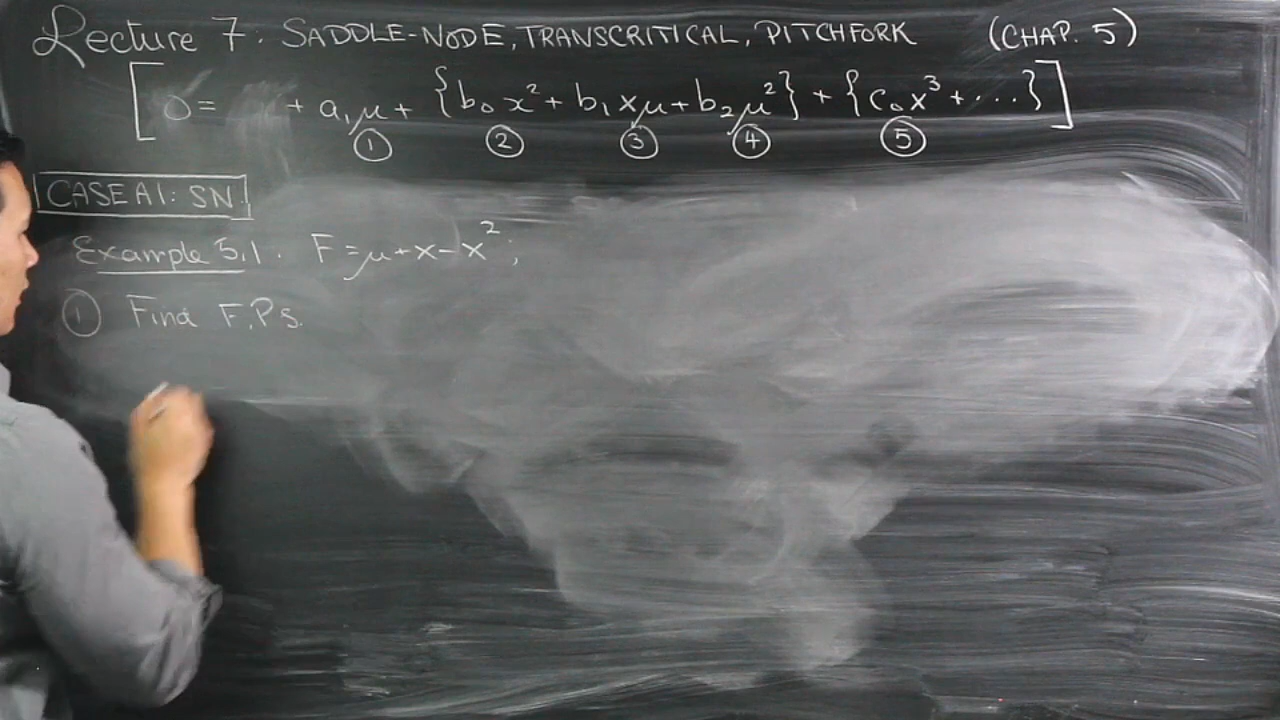 Lecture 7: SADDLE-NODE, TRANSCRITICAL, PITCHFORK (CHAP. 5)
[0 = + a₁μ + {b₀x² + b₁xμ + b₂μ²} + {c₀x³ + ...}]
① ② ③ ④ ⑤
CASE A1: SN
Example 5.1. F = μ + x - x²;
① Find F.Ps.